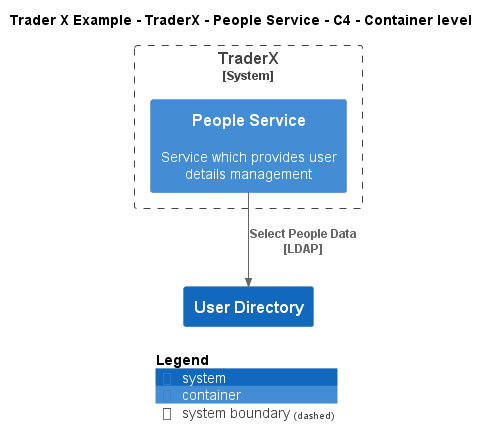 Trader X Example - TraderX - People Service - C4 - Container level
TraderX
[System]
People Service
Service which provides user
details management
Select People Data
[LDAP]
User Directory
Legend
system
container
system boundary (dashed)